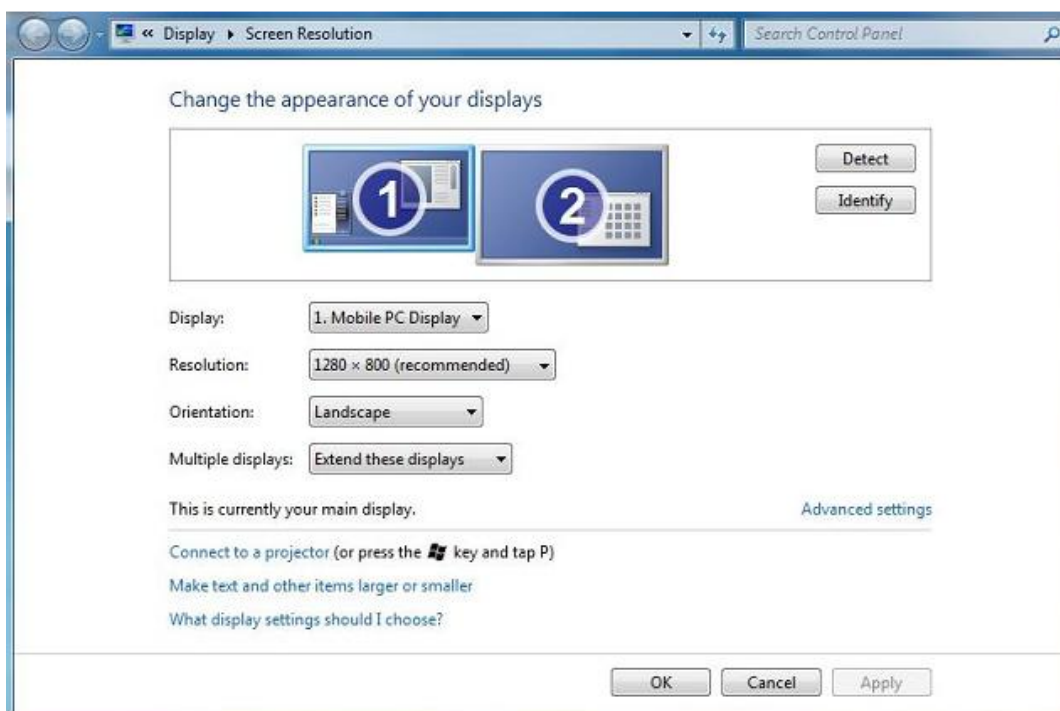 « Display ▸ Screen Resolution Search Control Panel
Change the appearance of your displays
1 2
Detect
Identify
Display: 1. Mobile PC Display
Resolution: 1280 × 800 (recommended)
Orientation: Landscape
Multiple displays: Extend these displays
This is currently your main display. Advanced settings
Connect to a projector (or press the key and tap P)
Make text and other items larger or smaller
What display settings should I choose?
OK Cancel Apply